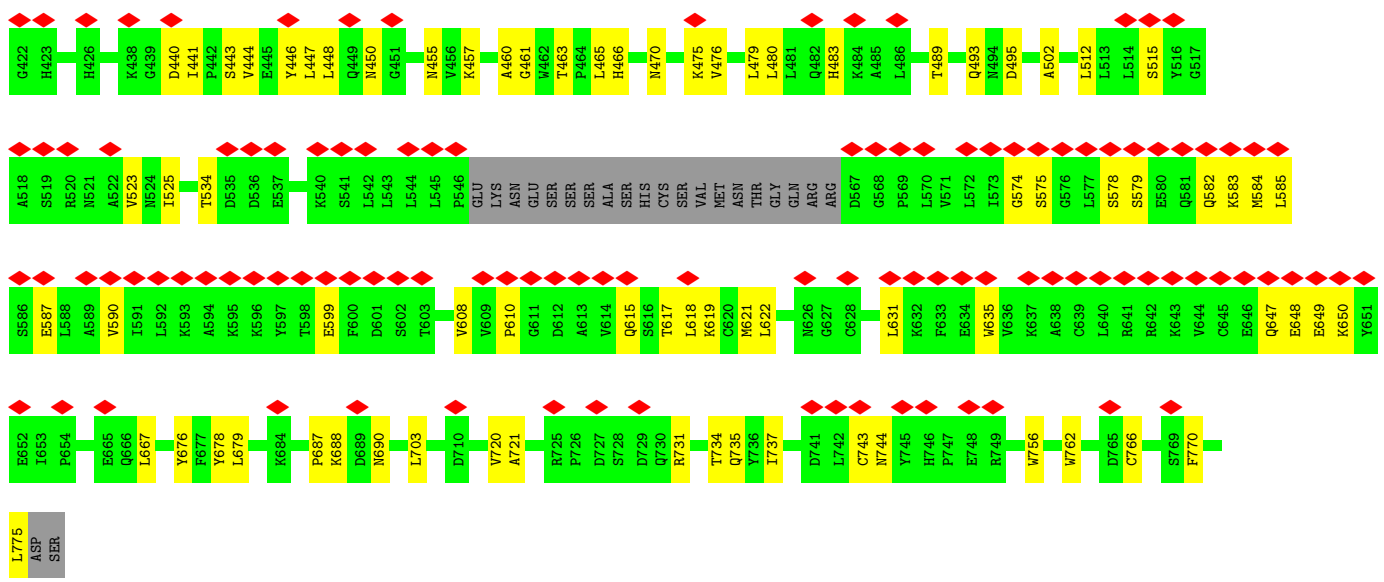 G422 H423 H426 K438 G439 D440 I441 P442 S443 V444 E445 Y446 L447 L448 Q449 N450 G451 N455 V456 K457 A460 G461 W462 T463 P464 L465 H466 N470 K475 V476 L479 L480 L481 Q482 H483 K484 A485 L486 T489 Q493 N494 D495 A502 L512 L513 L514 S515 Y516 G517
A518 S519 R520 N521 A522 V523 N524 I525 T534 D535 D536 E537 K540 S541 L542 L543 L544 L545 P546 GLU LYS ASN GLU SER SER SER ALA SER HIS CYS SER VAL MET ASN THR GLY GLN ARG ARG D567 G568 P569 L570 V571 L572 I573 G574 S575 G576 L577 S578 S579 E580 Q581 Q582 K583 M584 L585
S586 E587 L588 A589 V590 I591 L592 K593 A594 K595 K596 Y597 T598 E599 F600 D601 S602 T603 V608 V609 P610 G611 D612 A613 V614 Q615 S616 T617 L618 K619 C620 M621 L622 N626 G627 C628 L631 K632 F633 E634 W635 V636 K637 A638 C639 L640 R641 R642 K643 V644 C645 E646 Q647 E648 E649 K650 Y651
E652 I653 P654 E665 Q666 L667 Y676 F677 Y678 L679 K684 P687 K688 D689 N690 L703 D710 V720 A721 R725 P726 D727 S728 D729 Q730 R731 T734 Q735 Y736 I737 D741 L742 C743 N744 Y745 H746 P747 E748 R749 W756 W762 D765 C766 S769 F770
L775 ASP SER